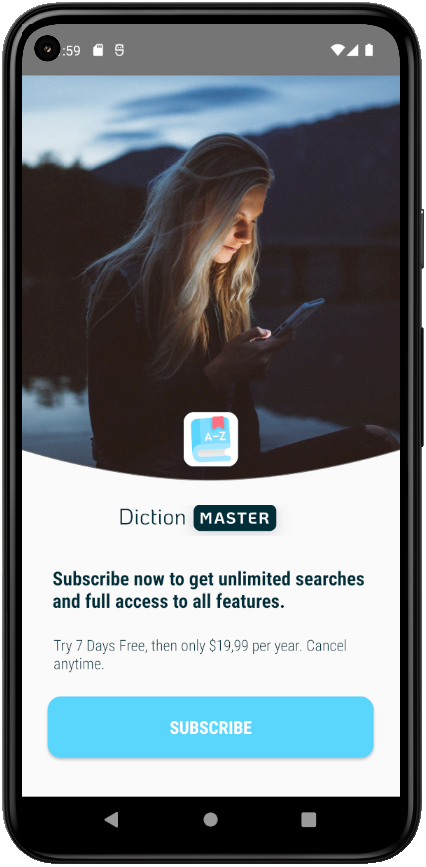 :59
A-Z
Diction MASTER
Subscribe now to get unlimited searches
and full access to all features.
Try 7 Days Free, then only $19,99 per year. Cancel
anytime.
SUBSCRIBE